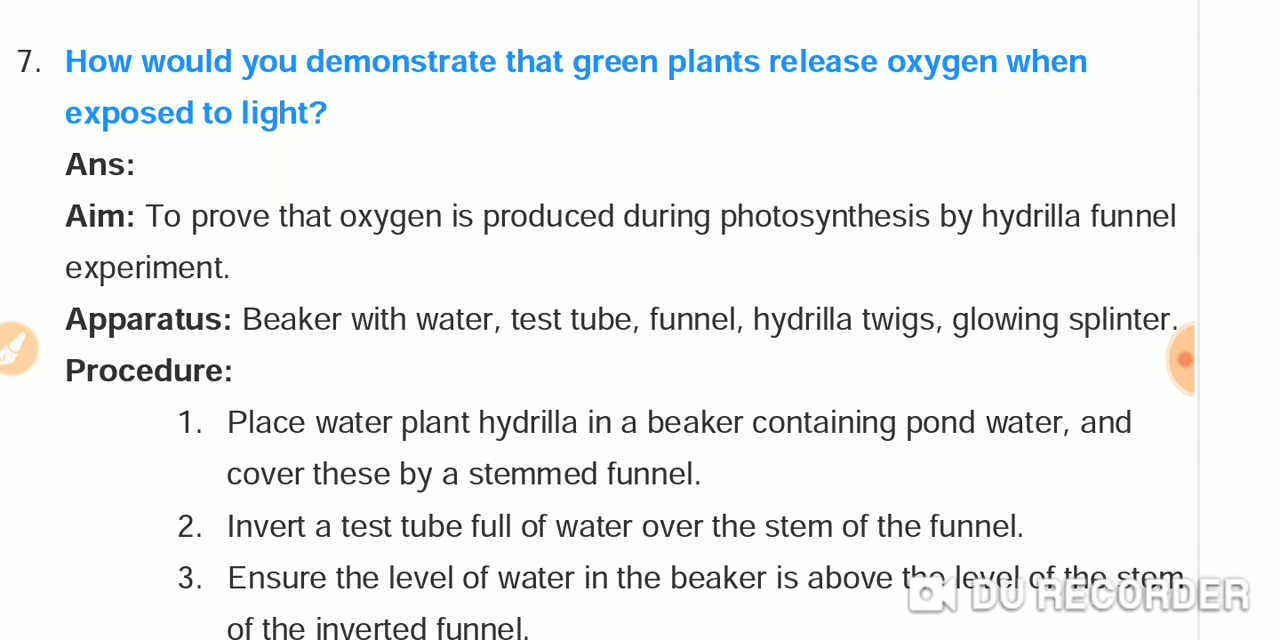 7. How would you demonstrate that green plants release oxygen when
exposed to light?
Ans:
Aim: To prove that oxygen is produced during photosynthesis by hydrilla funnel
experiment.
Apparatus: Beaker with water, test tube, funnel, hydrilla twigs, glowing splinter.
Procedure:
1. Place water plant hydrilla in a beaker containing pond water, and
cover these by a stemmed funnel.
2. Invert a test tube full of water over the stem of the funnel.
3. Ensure the level of water in the beaker is above the level of the stem
of the inverted funnel.
DU RECORDER